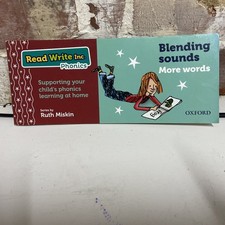 Read Write Inc.
Phonics
Supporting your
child's phonics
learning at home
Series by
Ruth Miskin
Blending
sounds
More words
OXFORD